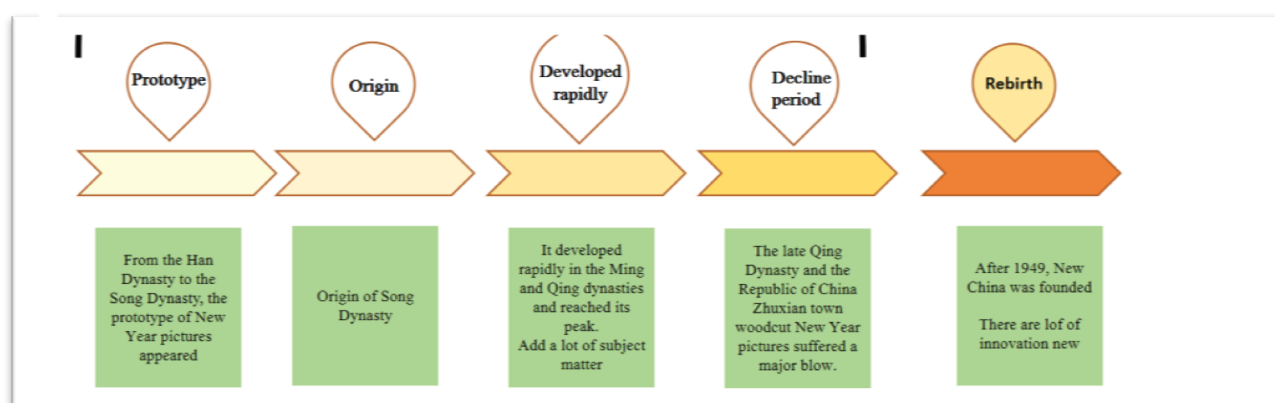 Prototype
Origin
Developed
rapidly
Decline
period
Rebirth
From the Han
Dynasty to the
Song Dynasty, the
prototype of New
Year pictures
appeared
Origin of Song
Dynasty
It developed
rapidly in the Ming
and Qing dynasties
and reached its
peak.
Add a lot of subject
matter
The late Qing
Dynasty and the
Republic of China
Zhuxian town
woodcut New Year
pictures suffered a
major blow.
After 1949, New
China was founded
There are lof of
innovation new